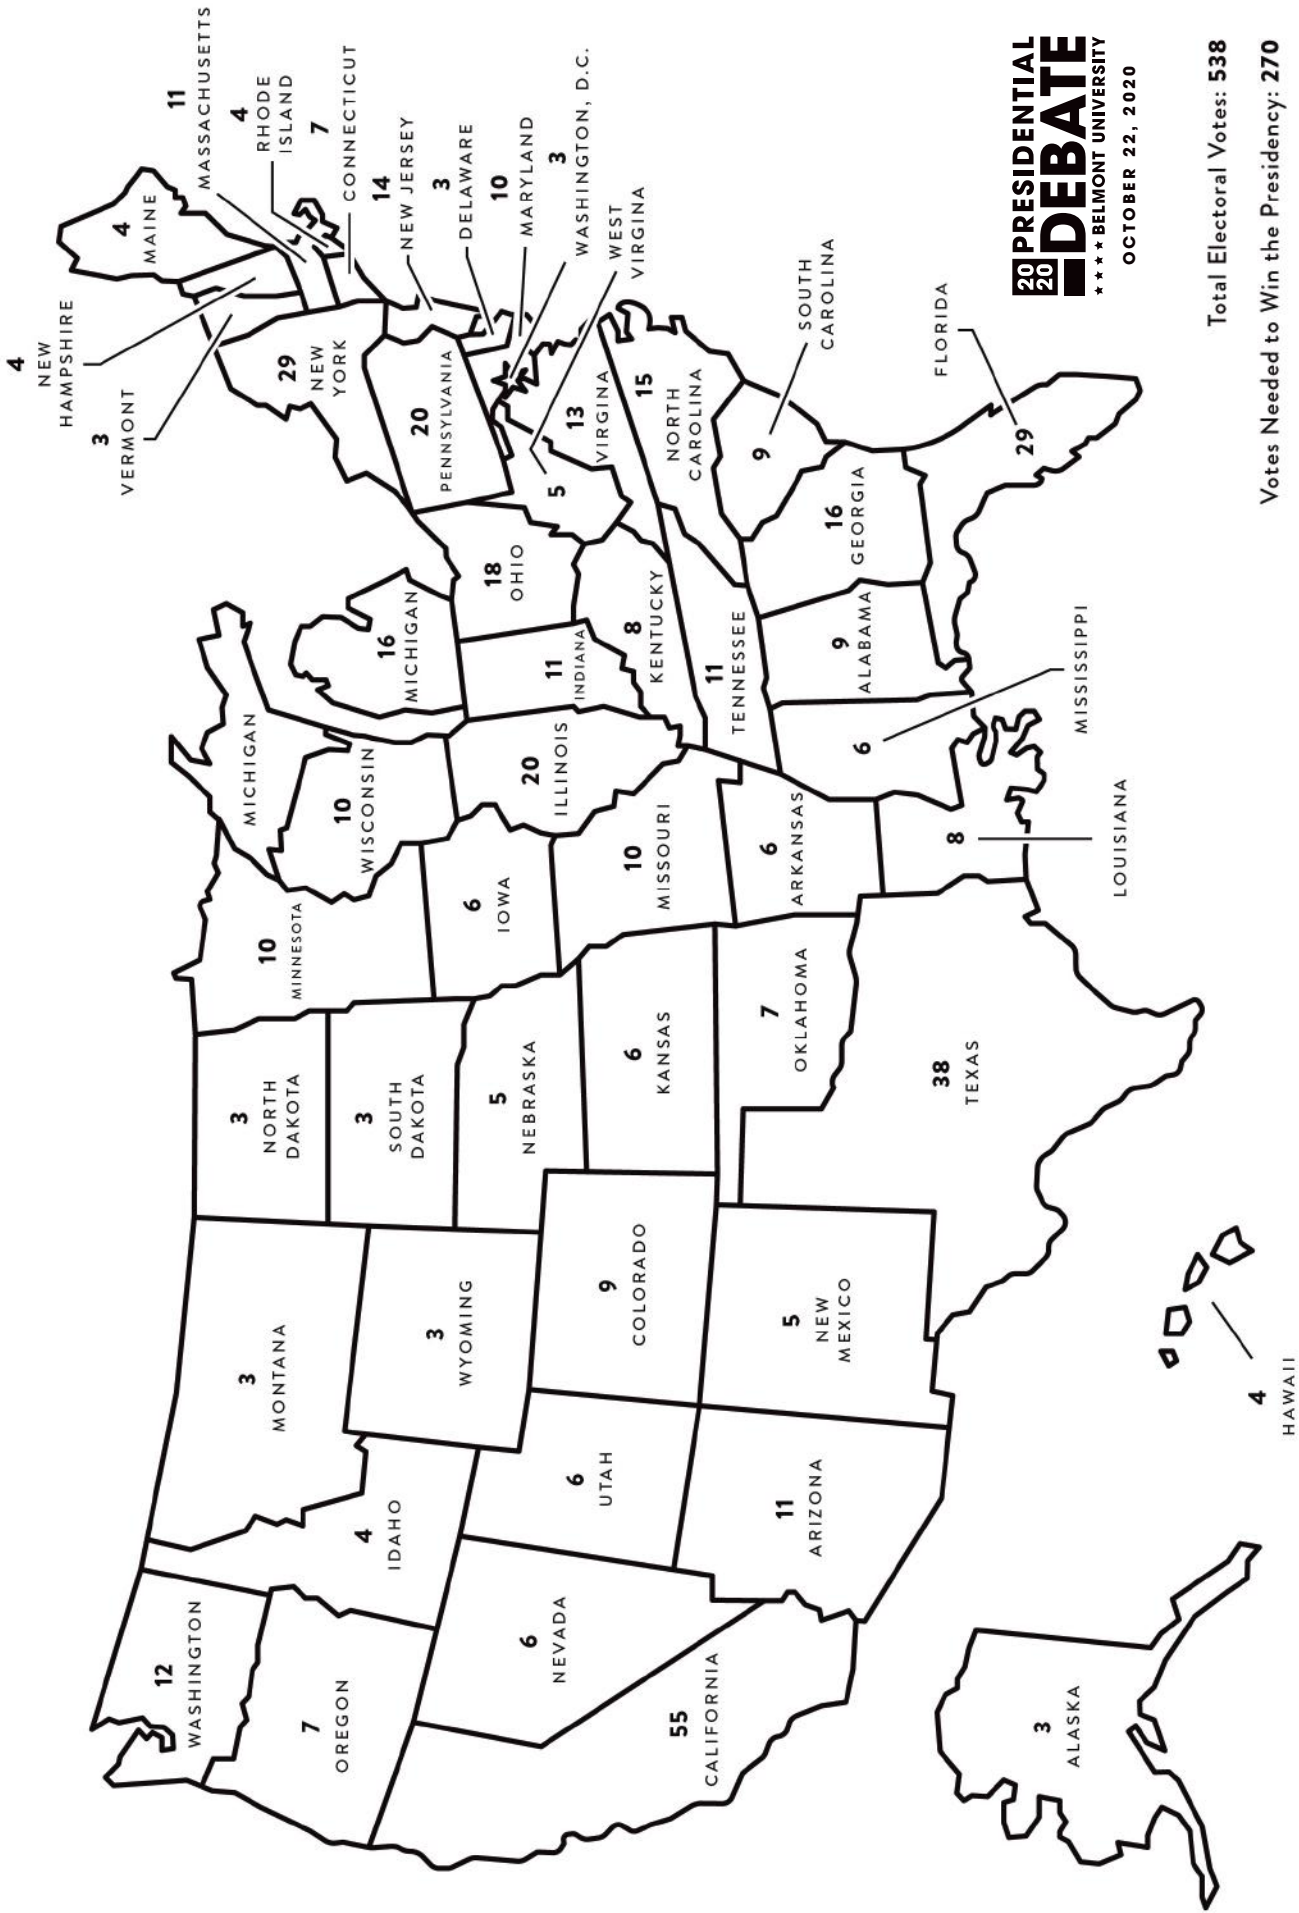 12
WASHINGTON
7
OREGON
55
CALIFORNIA
6
NEVADA
4
IDAHO
3
MONTANA
3
WYOMING
6
UTAH
9
COLORADO
11
ARIZONA
5
NEW
MEXICO
3
NORTH
DAKOTA
3
SOUTH
DAKOTA
5
NEBRASKA
6
KANSAS
7
OKLAHOMA
38
TEXAS
10
MINNESOTA
6
IOWA
10
MISSOURI
6
ARKANSAS
8
LOUISIANA
10
WISCONSIN
20
ILLINOIS
MICHIGAN
16
MICHIGAN
11
INDIANA
18
OHIO
8
KENTUCKY
11
TENNESSEE
6
MISSISSIPPI
9
ALABAMA
16
GEORGIA
29
FLORIDA
9
SOUTH
CAROLINA
15
NORTH
CAROLINA
13
VIRGINIA
5
WEST
VIRGINIA
20
PENNSYLVANIA
29
NEW
YORK
3
VERMONT
4
NEW
HAMPSHIRE
4
MAINE
11
MASSACHUSETTS
4
RHODE
ISLAND
7
CONNECTICUT
14
NEW JERSEY
3
DELAWARE
10
MARYLAND
3
WASHINGTON, D.C.
3
ALASKA
4
HAWAII
20 PRESIDENTIAL
20 DEBATE
★★★★ BELMONT UNIVERSITY
OCTOBER 22, 2020
Total Electoral Votes: 538
Votes Needed to Win the Presidency: 270